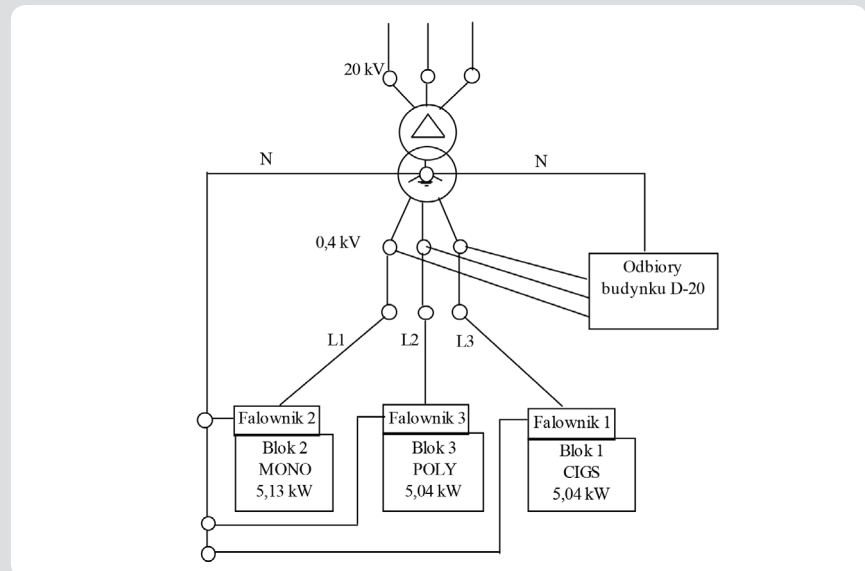 20 kV
N
N
0,4 kV
Odbiory
budynku D-20
L1
L2
L3
Falownik 2
Blok 2
MONO
5,13 kW
Falownik 3
Blok 3
POLY
5,04 kW
Falownik 1
Blok 1
CIGS
5,04 kW